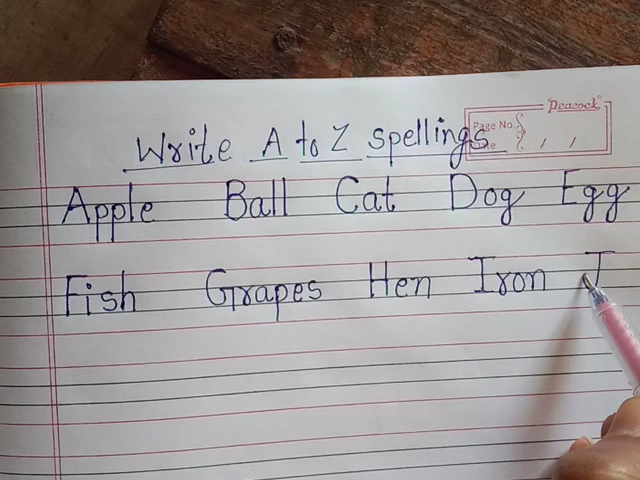 Peacock
Page No.
Date
Write A to Z spellings
Apple Ball Cat Dog Egg
Fish Grapes Hen Iron J